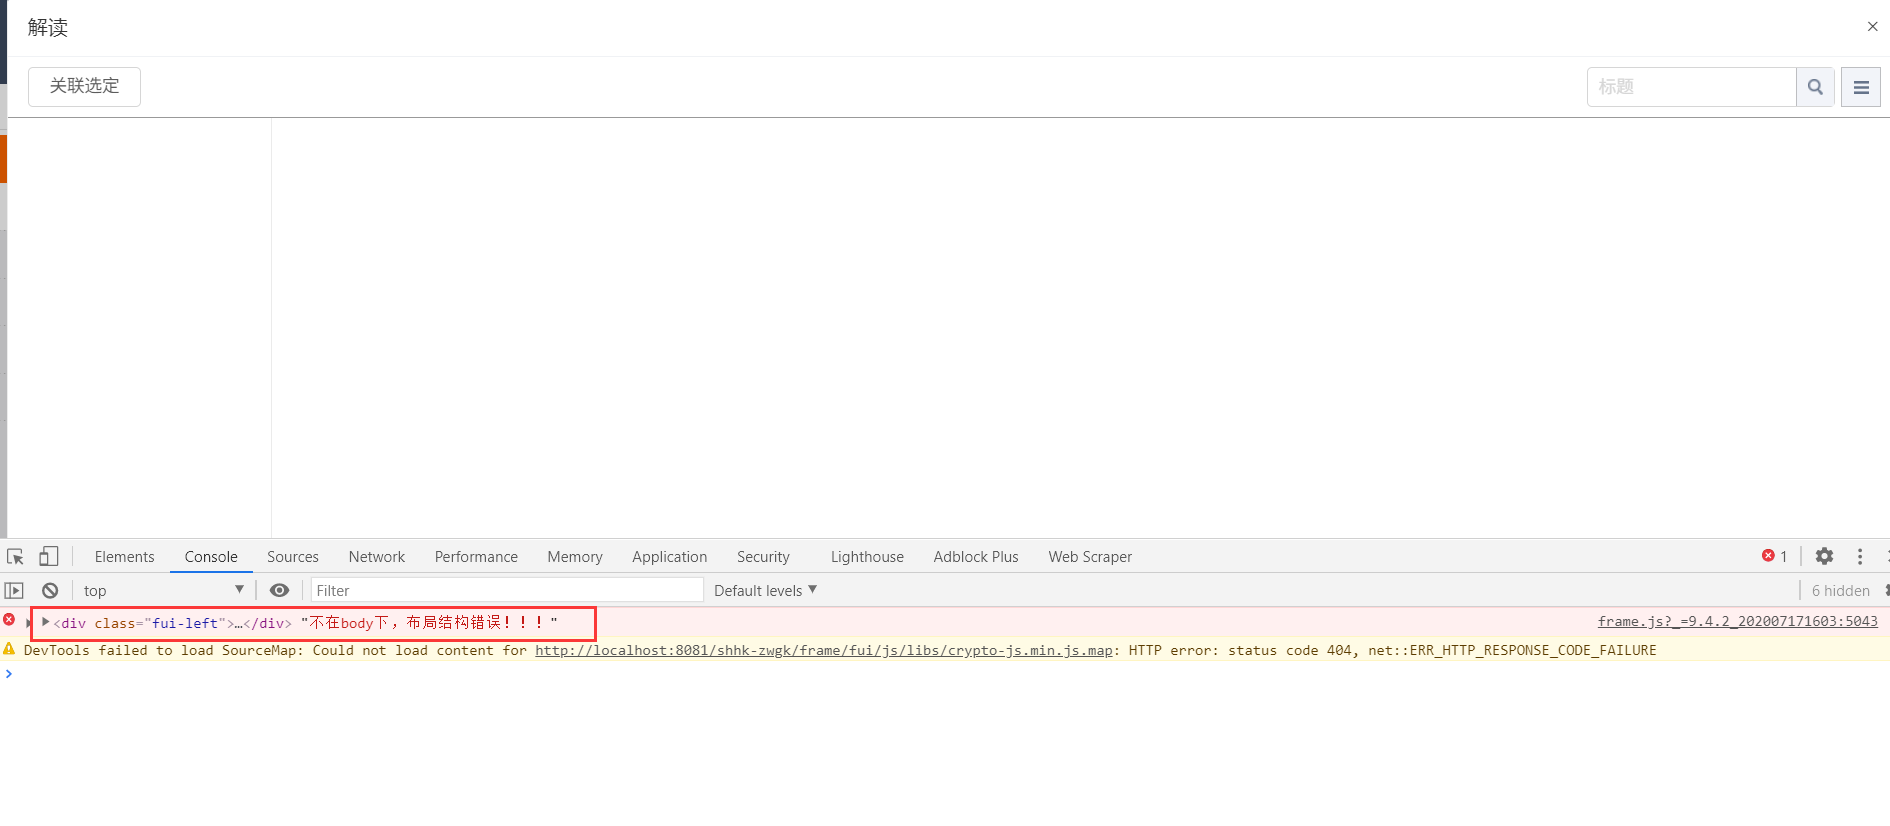 解读
关联选定
标题
Elements Console Sources Network Performance Memory Application Security Lighthouse Adblock Plus Web Scraper 1
top Filter Default levels 6 hidden
<div class="fui-left">…</div> "不在body下，布局结构错误！！！" frame.js?_=9.4.2_202007171603:5043
DevTools failed to load SourceMap: Could not load content for http://localhost:8081/shhk-zwgk/frame/fui/js/libs/crypto-js.min.js.map: HTTP error: status code 404, net::ERR_HTTP_RESPONSE_CODE_FAILURE